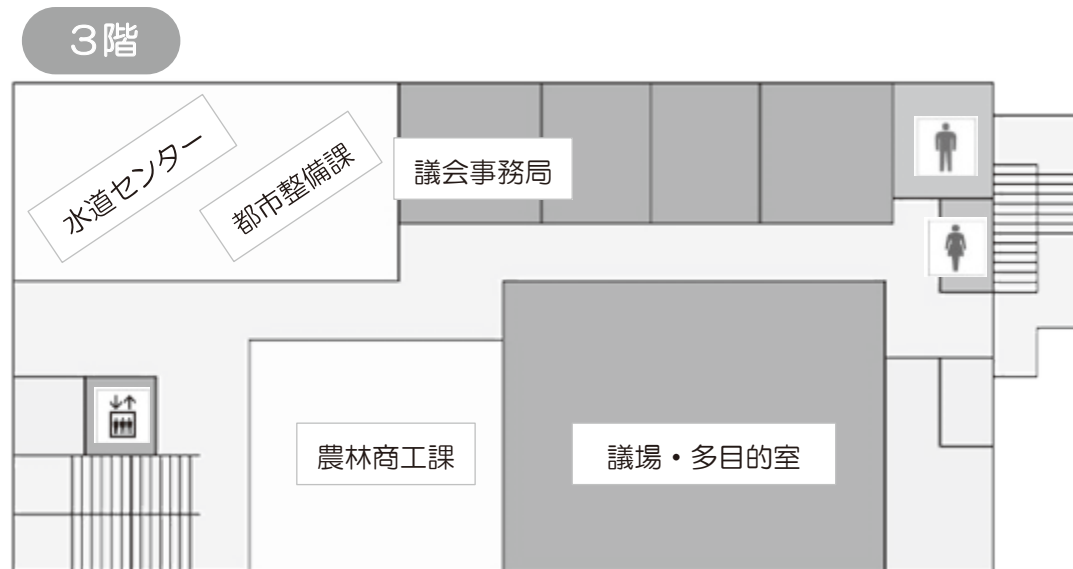 ３階
水道センター
都市整備課
議会事務局
農林商工課
議場・多目的室